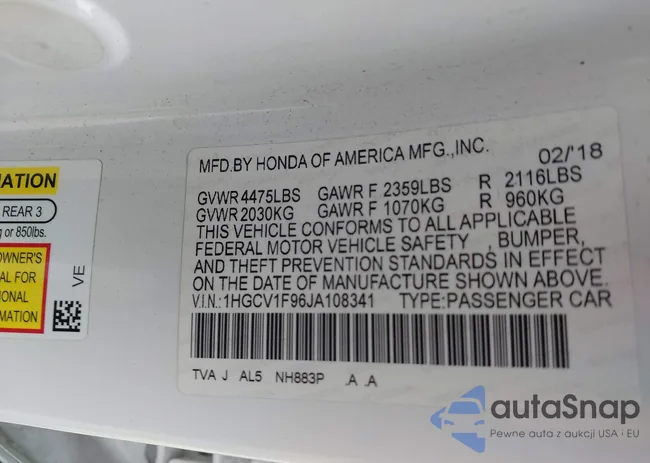 MATION
REAR 3
g or 850lbs.
OWNER'S
AL FOR
IONAL
N
VE
MFD.BY HONDA OF AMERICA MFG.,INC. 02/'18
GVWR 4475LBS GAWR F 2359LBS R 2116LBS
GVWR 2030KG GAWR F 1070KG R 960KG
THIS VEHICLE CONFORMS TO ALL APPLICABLE
FEDERAL MOTOR VEHICLE SAFETY , BUMPER,
AND THEFT PREVENTION STANDARDS IN EFFECT
ON THE DATE OF MANUFACTURE SHOWN ABOVE.
V.I.N.:1HGCV1F96JA108341 TYPE:PASSENGER CAR
TVA J AL5 NH883P .A .A
autoSnap
Pewne auta z aukcji USA i EU